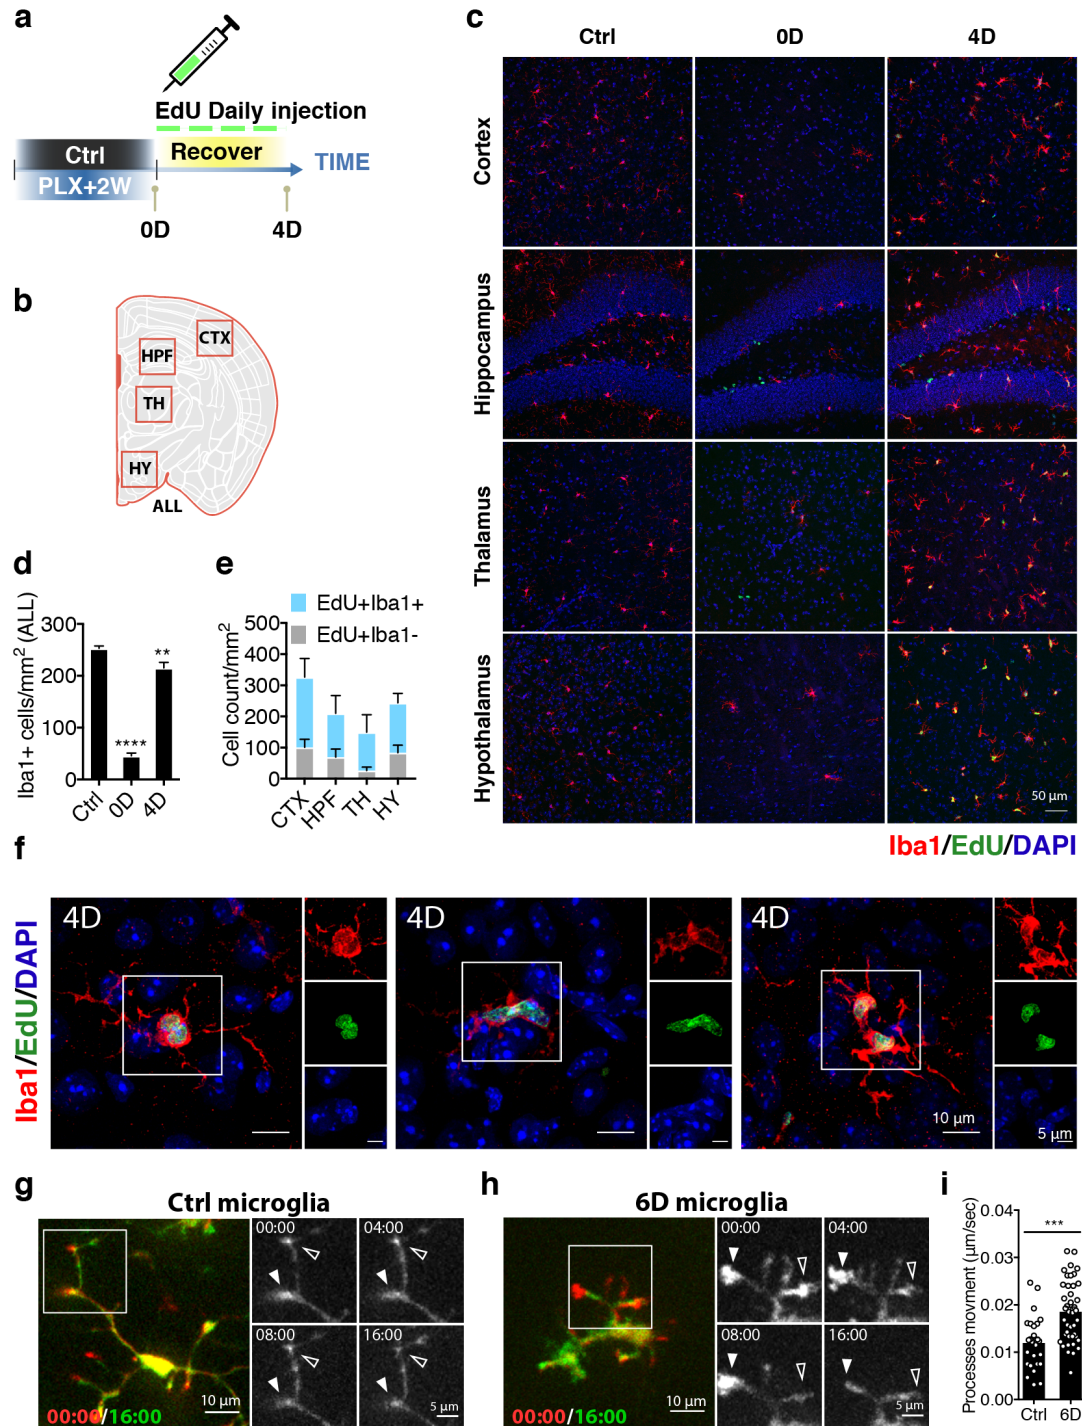 a
EdU Daily injection
Ctrl
Recover
TIME
PLX+2W
0D
4D
b
CTX
HPF
TH
HY
ALL
c
Ctrl
0D
4D
Cortex
Hippocampus
Thalamus
Hypothalamus
50 µm
Iba1/EdU/DAPI
d
Iba1+ cells/mm² (ALL)
300
200
100
0
****
**
Ctrl
0D
4D
e
EdU+Iba1+
EdU+Iba1-
Cell count/mm²
500
400
300
200
100
0
CTX
HPF
TH
HY
f
Iba1/EdU/DAPI
4D
4D
4D
10 µm
5 µm
g
Ctrl microglia
00:00
04:00
08:00
16:00
00:00/16:00
10 µm
5 µm
h
6D microglia
00:00
04:00
08:00
16:00
00:00/16:00
10 µm
5 µm
i
Processes movment (µm/sec)
0.04
0.03
0.02
0.01
0.00
***
Ctrl
6D